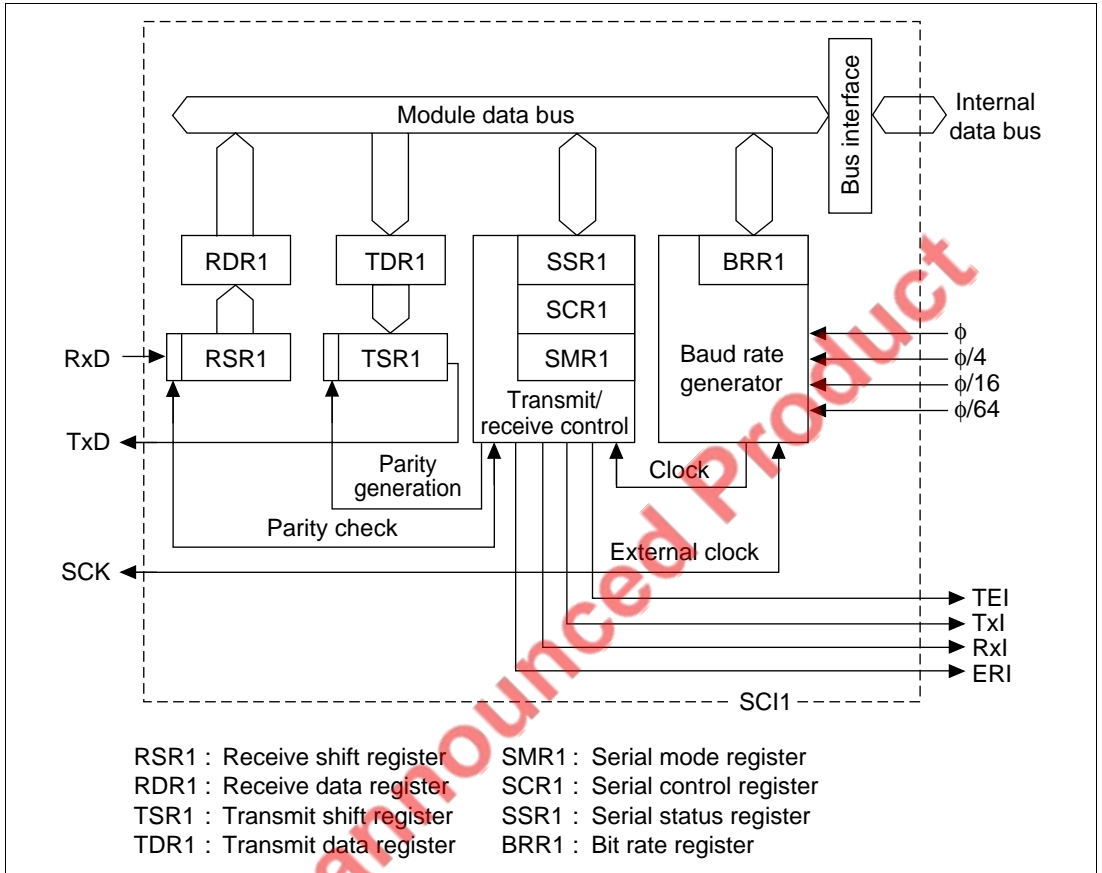 Module data bus
Bus interface
Internal
data bus
RDR1
TDR1
SSR1
BRR1
SCR1
RxD
RSR1
TSR1
SMR1
Baud rate
generator
ϕ
ϕ/4
ϕ/16
ϕ/64
Transmit/
receive control
TxD
Parity
generation
Clock
Parity check
External clock
SCK
TEI
TxI
RxI
ERI
SCI1
RSR1 : Receive shift register
RDR1 : Receive data register
TSR1 : Transmit shift register
TDR1 : Transmit data register
SMR1 : Serial mode register
SCR1 : Serial control register
SSR1 : Serial status register
BRR1 : Bit rate register
announced Product